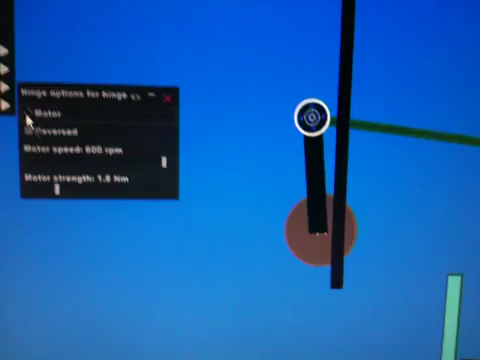 Hinge options for hinge
Motor
Reversed
Motor speed: 600 rpm
Motor strength: 1.8 Nm